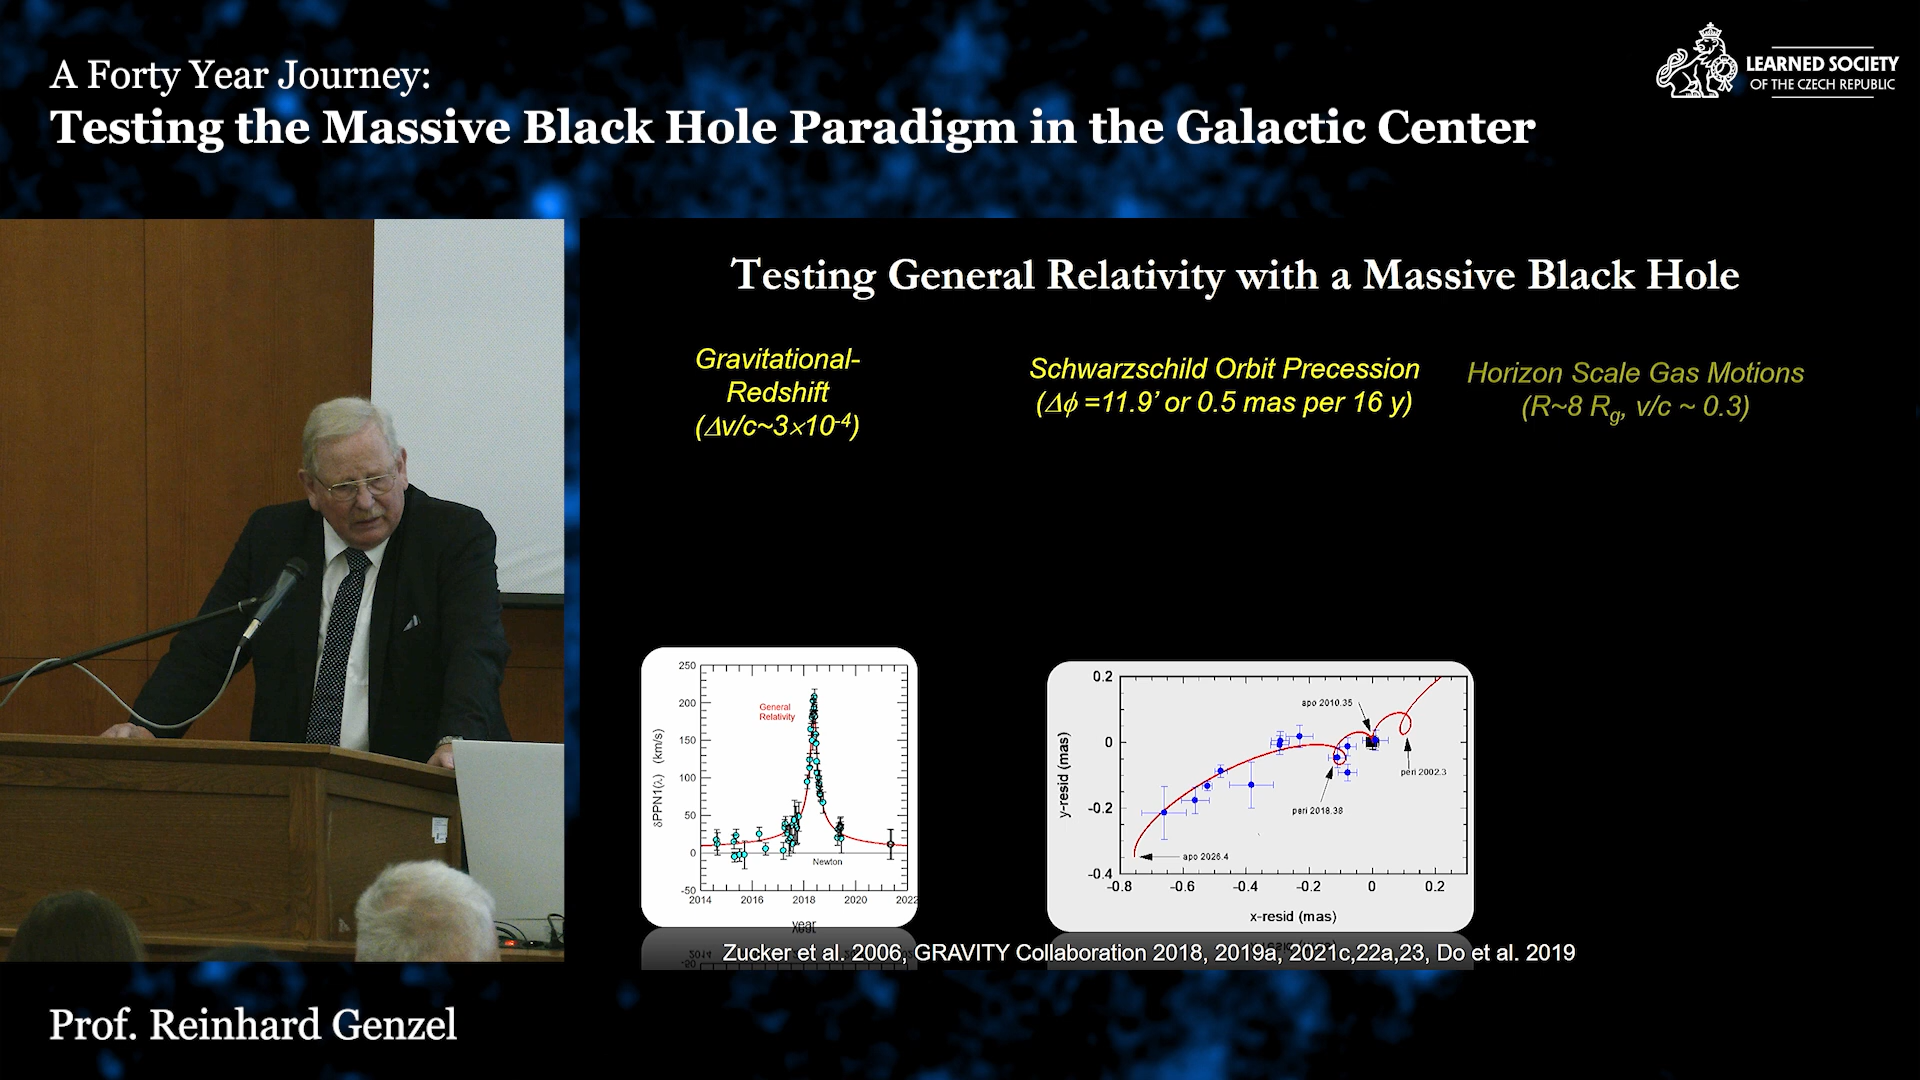 A Forty Year Journey:
Testing the Massive Black Hole Paradigm in the Galactic Center
LEARNED SOCIETY
OF THE CZECH REPUBLIC
Testing General Relativity with a Massive Black Hole
Gravitational-
Redshift
(Δv/c~3×10-4)
Schwarzschild Orbit Precession
(Δϕ =11.9’ or 0.5 mas per 16 y)
Horizon Scale Gas Motions
(R~8 Rg, v/c ~ 0.3)
250
200
150
100
50
0
-50
δPPN1(λ) (km/s)
General
Relativity
Newton
2014 2016 2018 2020 2022
year
0.2
0
-0.2
-0.4
y-resid (mas)
apo 2010.35
peri 2002.3
peri 2018.38
apo 2026.4
-0.8 -0.6 -0.4 -0.2 0 0.2
x-resid (mas)
Zucker et al. 2006, GRAVITY Collaboration 2018, 2019a, 2021c,22a,23, Do et al. 2019
Prof. Reinhard Genzel